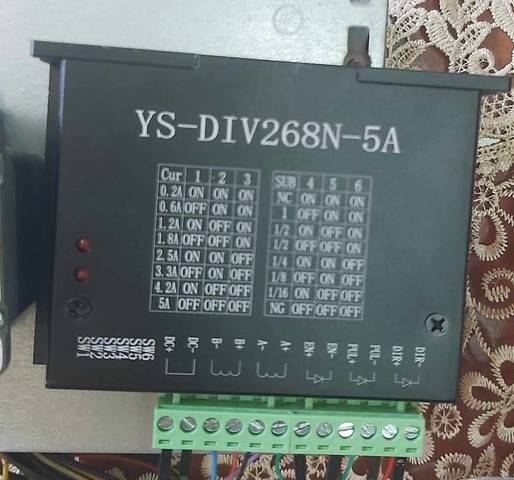 YS-DIV268N-5A
Cur 1 2 3
0.2A ON ON ON
0.6A OFF ON ON
1.2A ON OFF ON
1.8A OFF OFF ON
2.5A ON ON OFF
3.3A OFF ON OFF
4.2A ON OFF OFF
5A OFF OFF OFF
SUB 4 5 6
NC ON ON ON
1 OFF ON ON
1/2 ON OFF ON
1/2 OFF OFF ON
1/4 ON ON OFF
1/8 OFF ON OFF
1/16 ON OFF OFF
NG OFF OFF OFF
SW6
SW5
SW4
SW3
SW2
SW1
DC+
DC-
B-
B+
A-
A+
EN+
EN-
PUL+
PUL-
DIR+
DIR-